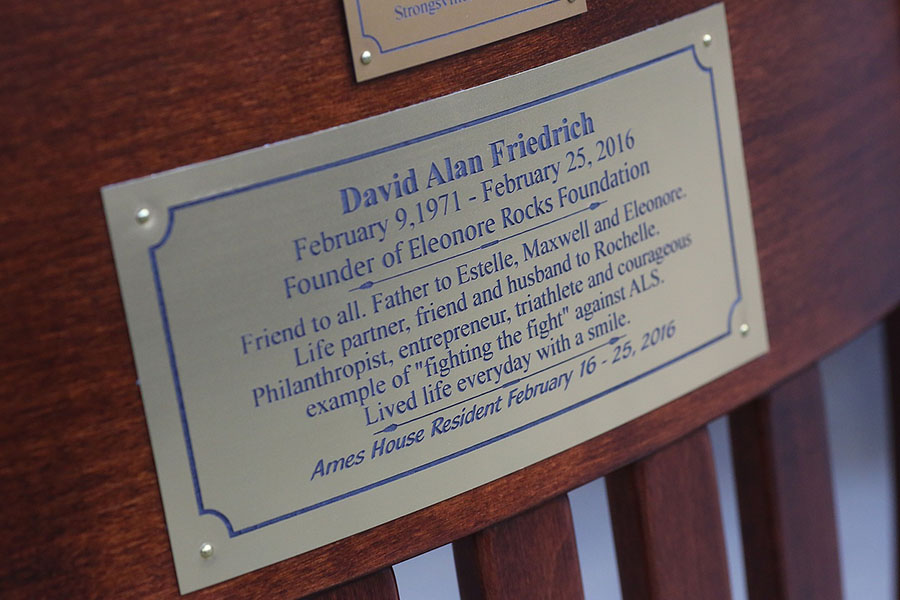 Strongsville
David Alan Friedrich
February 9,1971 - February 25, 2016
Founder of Eleonore Rocks Foundation
Friend to all. Father to Estelle, Maxwell and Eleonore.
Life partner, friend and husband to Rochelle.
Philanthropist, entrepreneur, triathlete and courageous
example of "fighting the fight" against ALS.
Lived life everyday with a smile.
Ames House Resident February 16 - 25, 2016